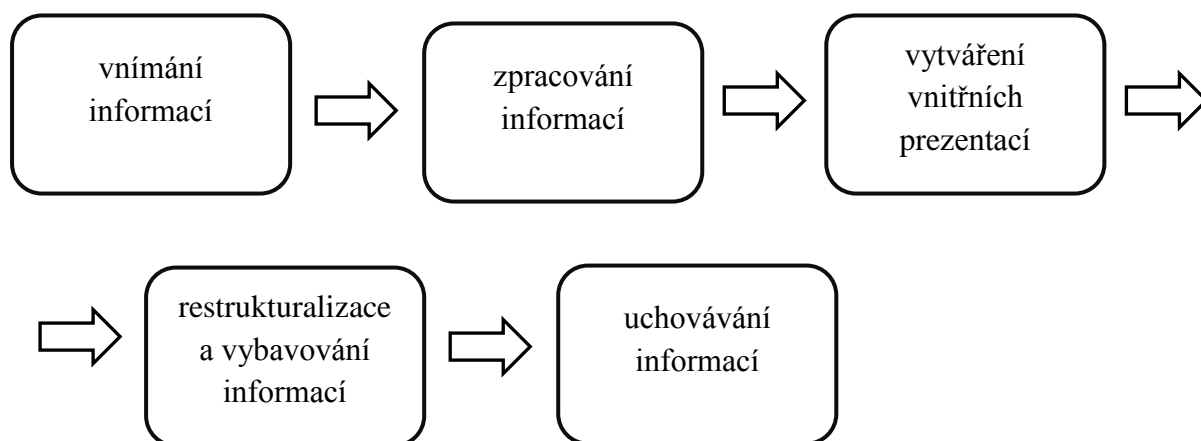 vnímání
informací
zpracování
informací
vytváření
vnitřních
prezentací
restrukturalizace
a vybavování
informací
uchovávání
informací